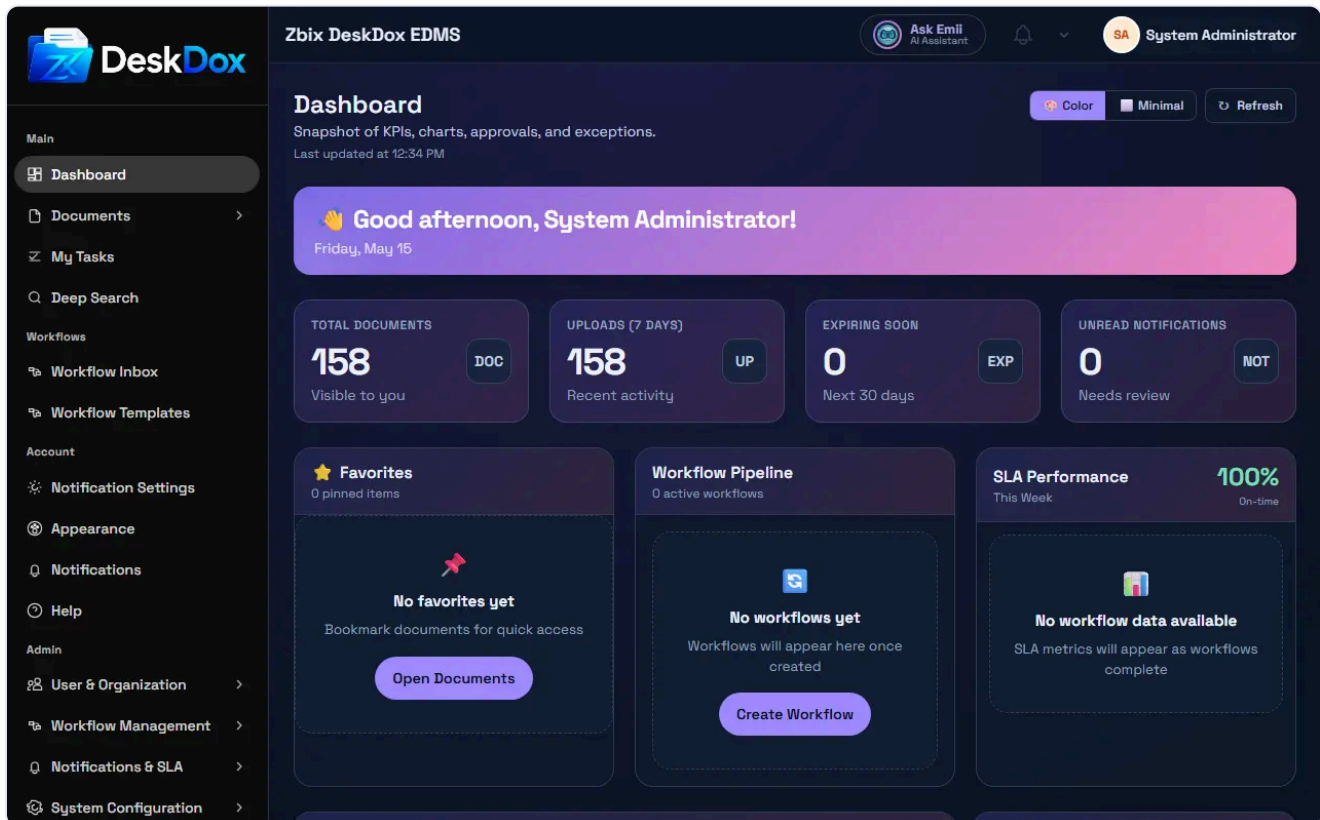 DeskDox
Main
Dashboard
Documents
My Tasks
Deep Search
Workflows
Workflow Inbox
Workflow Templates
Account
Notification Settings
Appearance
Notifications
Help
Admin
User & Organization
Workflow Management
Notifications & SLA
System Configuration
Zbix DeskDox EDMS
Ask Emii
AI Assistant
SA
System Administrator
Dashboard
Snapshot of KPIs, charts, approvals, and exceptions.
Last updated at 12:34 PM
Color
Minimal
Refresh
Good afternoon, System Administrator!
Friday, May 15
TOTAL DOCUMENTS
158
DOC
Visible to you
UPLOADS (7 DAYS)
158
UP
Recent activity
EXPIRING SOON
0
EXP
Next 30 days
UNREAD NOTIFICATIONS
0
NOT
Needs review
Favorites
0 pinned items
No favorites yet
Bookmark documents for quick access
Open Documents
Workflow Pipeline
0 active workflows
No workflows yet
Workflows will appear here once
created
Create Workflow
SLA Performance
This Week
100%
On-time
No workflow data available
SLA metrics will appear as workflows
complete